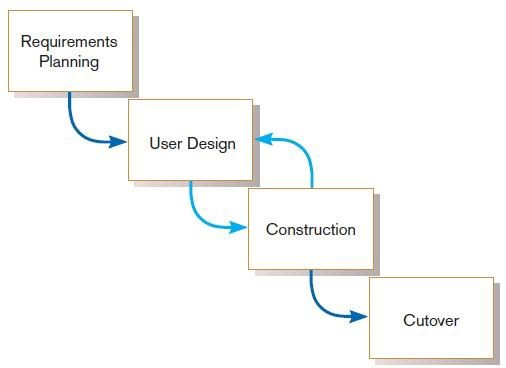 Requirements
Planning
User Design
Construction
Cutover